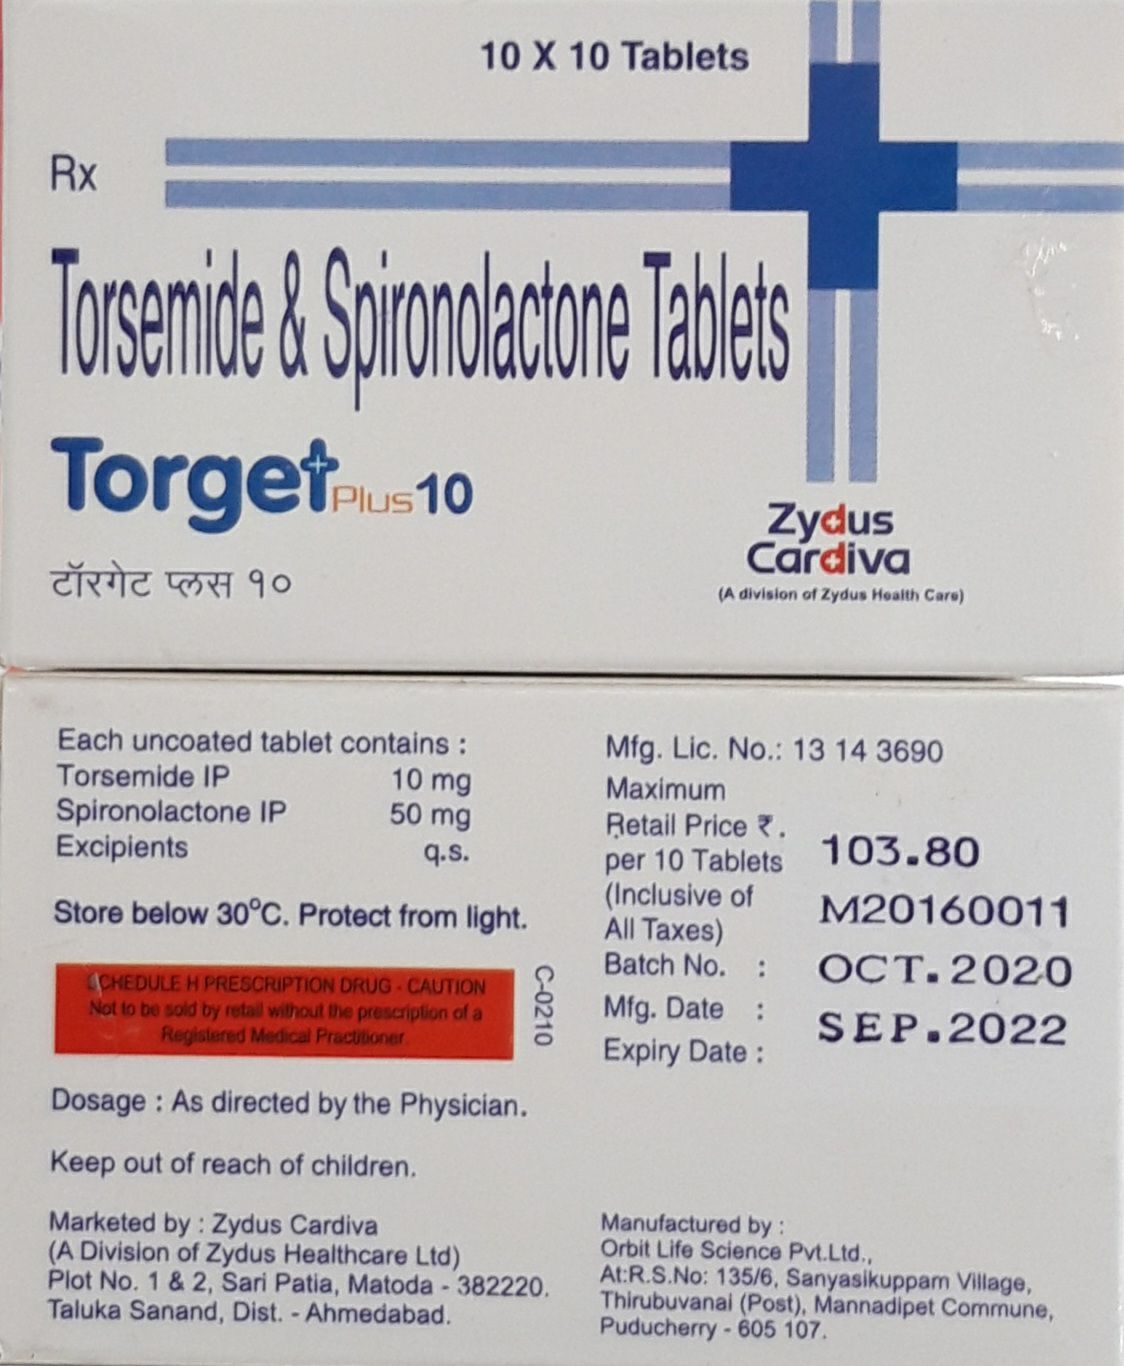 10 X 10 Tablets
Rx
Torsemide & Spironolactone Tablets
Torget Plus 10
टॉरगेट प्लस १०
Zydus
Cardiva
(A division of Zydus Health Care)
Each uncoated tablet contains :
Torsemide IP 10 mg
Spironolactone IP 50 mg
Excipients q.s.
Store below 30°C. Protect from light.
SCHEDULE H PRESCRIPTION DRUG - CAUTION
Not to be sold by retail without the prescription of a
Registered Medical Practitioner.
C-0210
Dosage : As directed by the Physician.
Keep out of reach of children.
Marketed by : Zydus Cardiva
(A Division of Zydus Healthcare Ltd)
Plot No. 1 & 2, Sari Patia, Matoda - 382220.
Taluka Sanand, Dist. - Ahmedabad.
Mfg. Lic. No.: 13 14 3690
Maximum
Retail Price ₹.
per 10 Tablets
(Inclusive of
All Taxes)
Batch No. :
Mfg. Date :
Expiry Date :
103.80
M20160011
OCT.2020
SEP.2022
Manufactured by :
Orbit Life Science Pvt.Ltd.,
At:R.S.No: 135/6, Sanyasikuppam Village,
Thirubuvanai (Post), Mannadipet Commune,
Puducherry - 605 107.